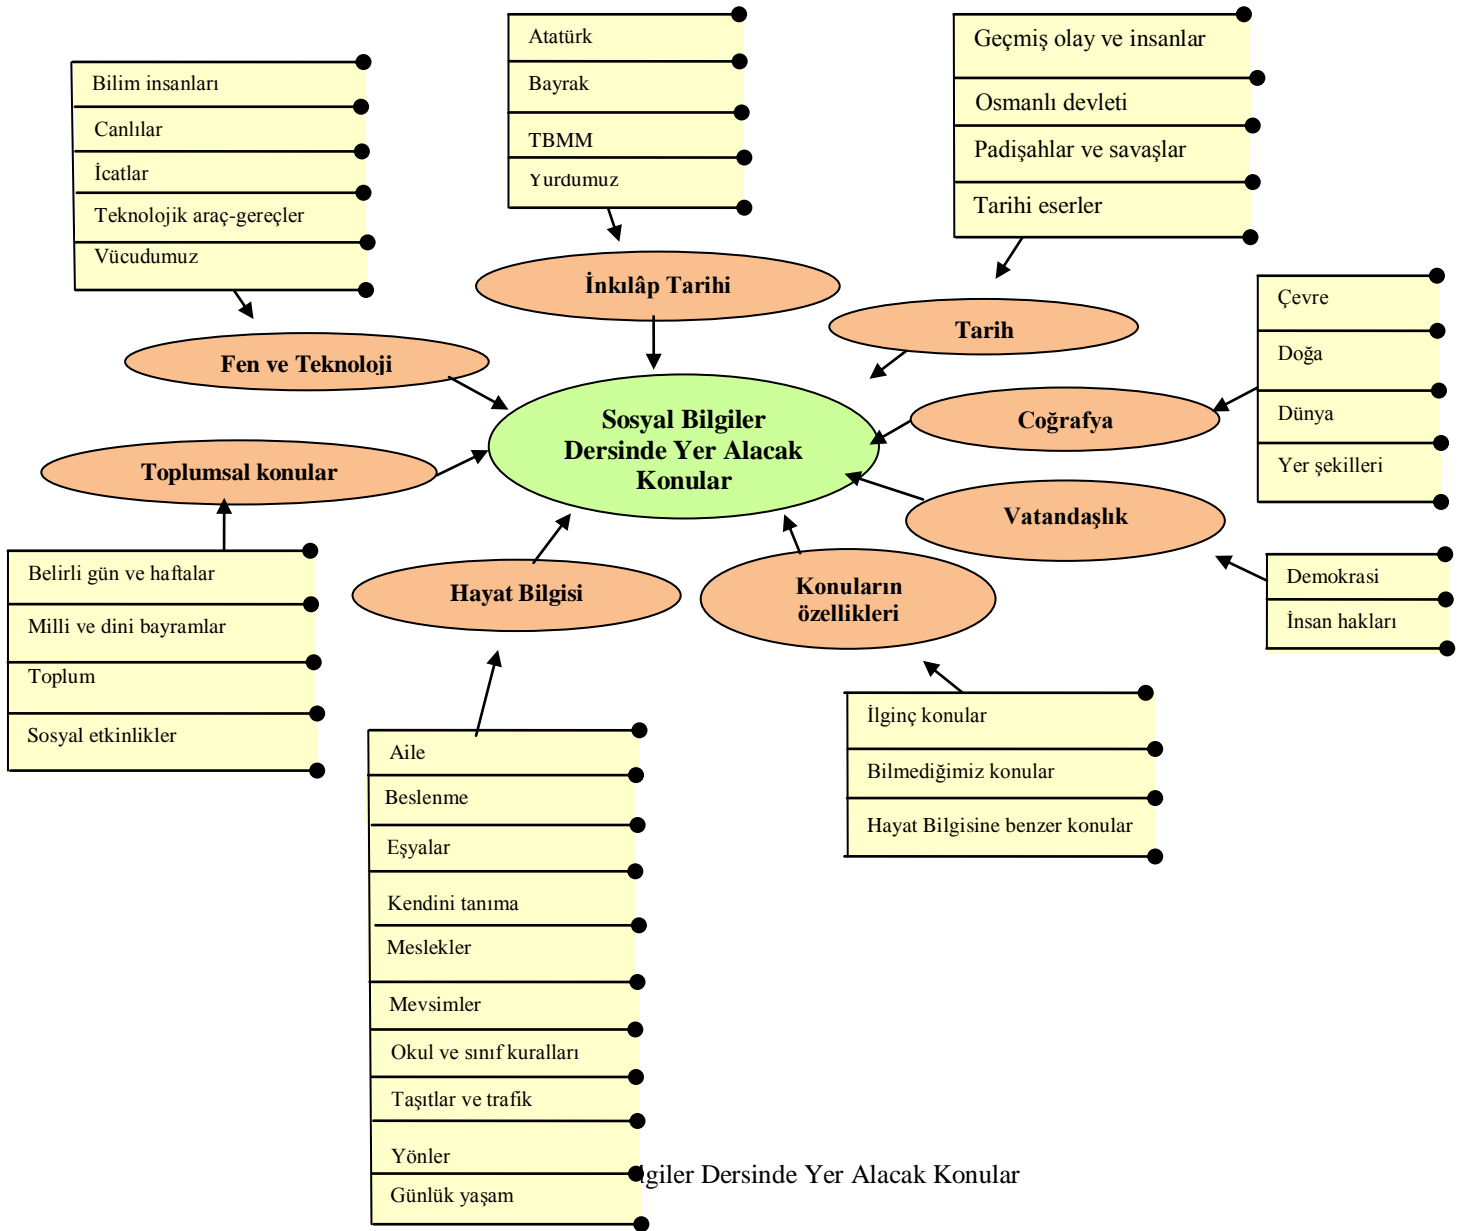 Atatürk
Bayrak
TBMM
Yurdumuz
Geçmiş olay ve insanlar
Osmanlı devleti
Padişahlar ve savaşlar
Tarihi eserler
Bilim insanları
Canlılar
İcatlar
Teknolojik araç-gereçler
Vücudumuz
İnkılâp Tarihi
Tarih
Fen ve Teknoloji
Çevre
Doğa
Dünya
Yer şekilleri
Coğrafya
Sosyal Bilgiler
Dersinde Yer Alacak
Konular
Toplumsal konular
Vatandaşlık
Demokrasi
İnsan hakları
Belirli gün ve haftalar
Milli ve dini bayramlar
Toplum
Sosyal etkinlikler
Hayat Bilgisi
Konuların
özellikleri
İlginç konular
Bilmediğimiz konular
Hayat Bilgisine benzer konular
Aile
Beslenme
Eşyalar
Kendini tanıma
Meslekler
Mevsimler
Okul ve sınıf kuralları
Taşıtlar ve trafik
Yönler
Günlük yaşam
lgiler Dersinde Yer Alacak Konular